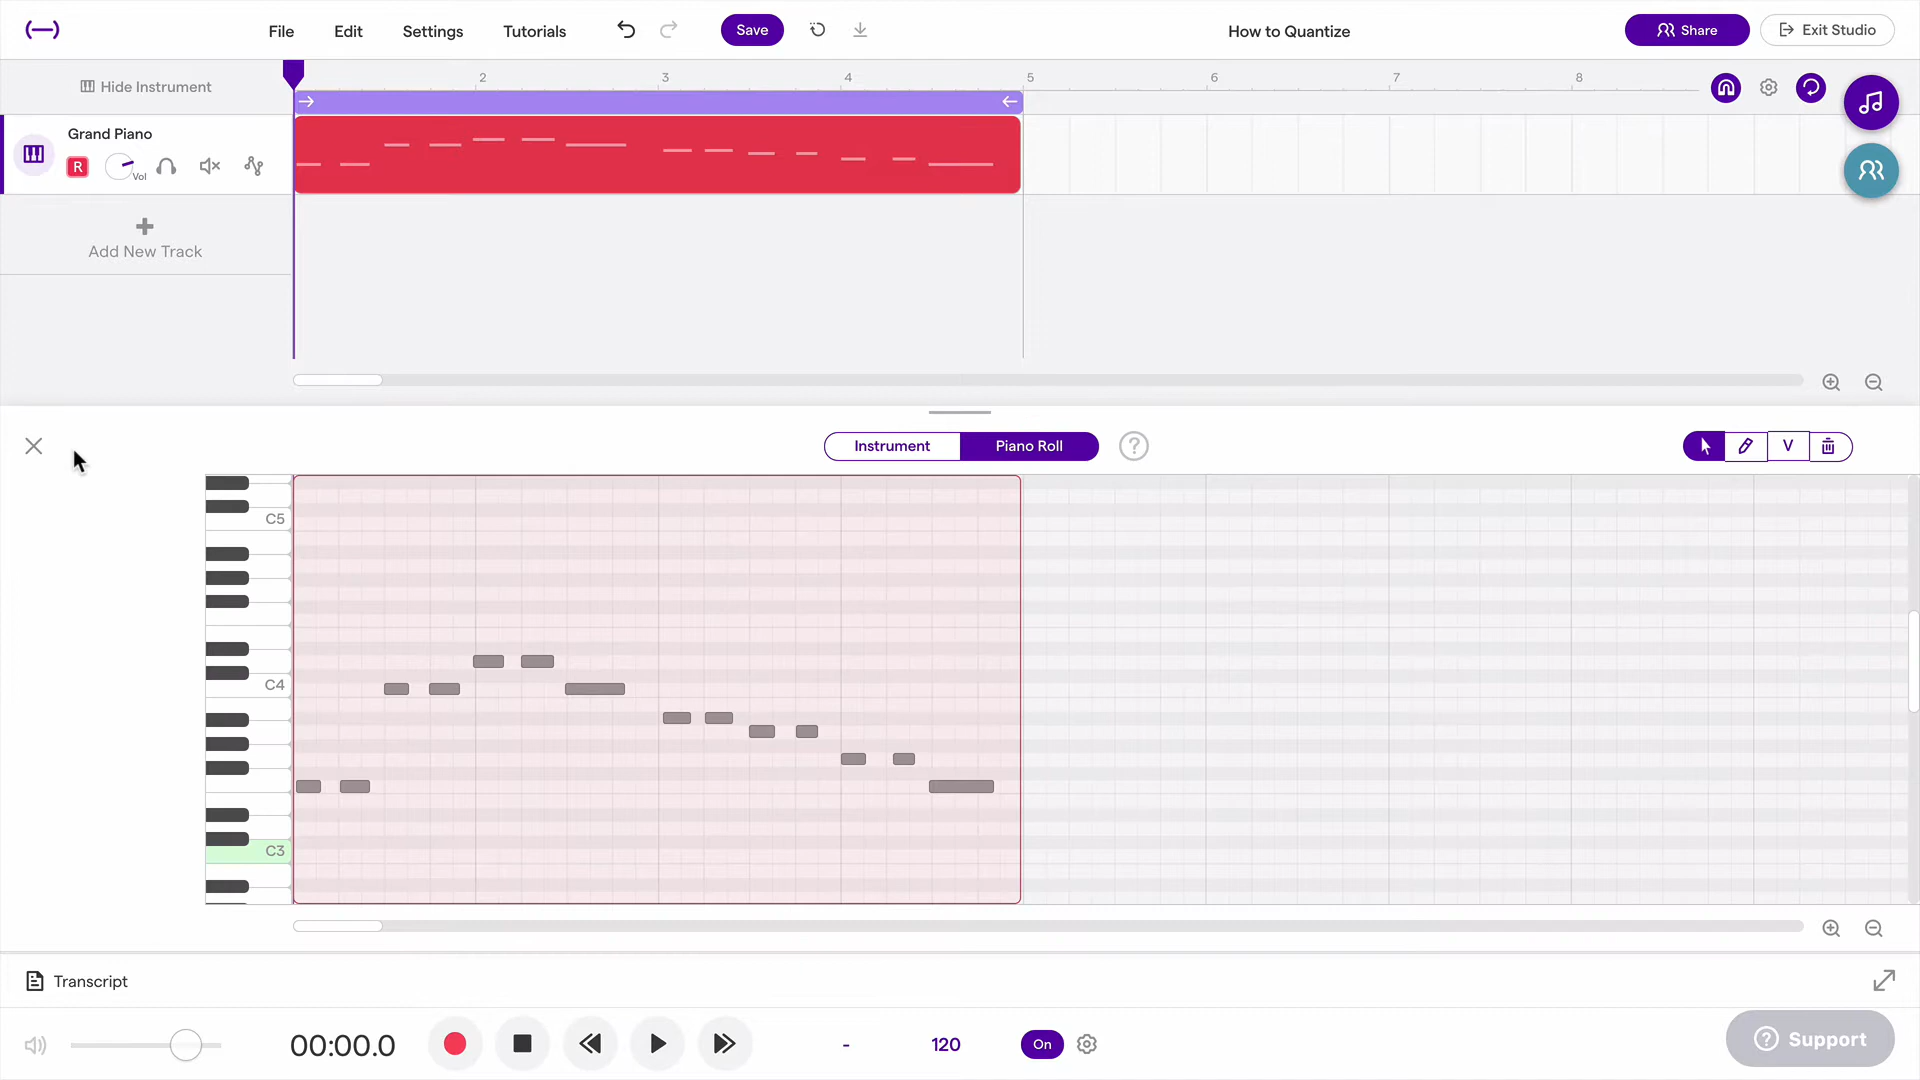 File Edit Settings Tutorials Save How to Quantize Share Exit Studio
Hide Instrument 2 3 4 5 6 7 8
Grand Piano
R Vol
Add New Track
Instrument Piano Roll ? V
C5
C4
C3
Transcript
00:00.0 - 120 On ? Support